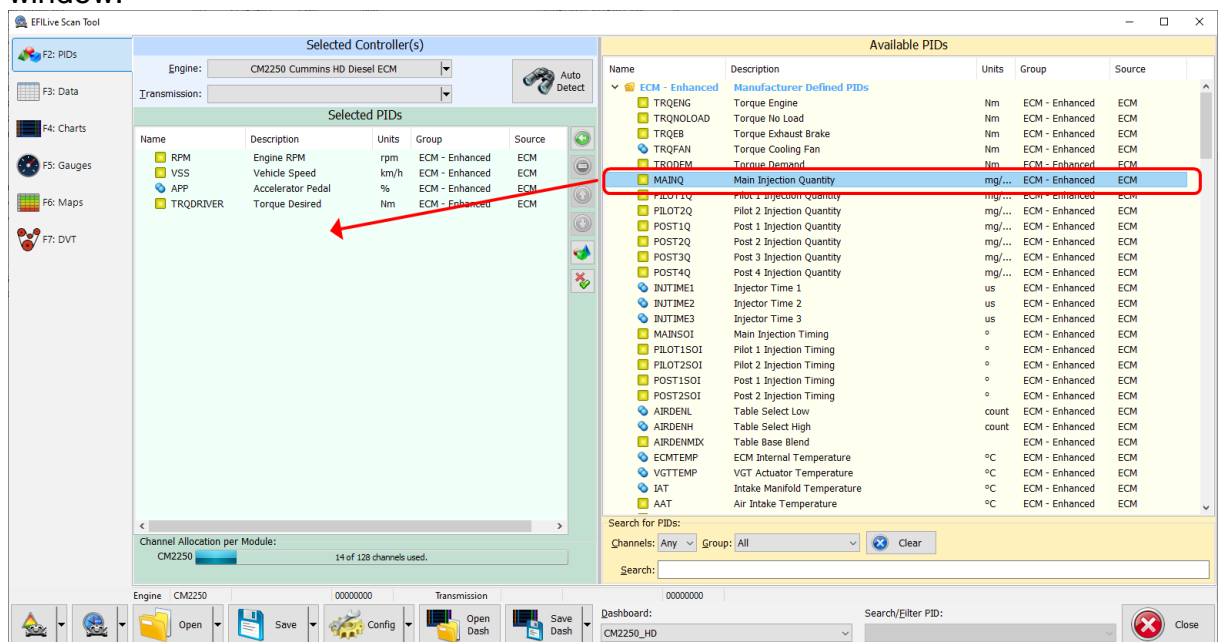 window.
EFILive Scan Tool
F2: PIDs
F3: Data
F4: Charts
F5: Gauges
F6: Maps
F7: DVT
Selected Controller(s)
Engine: CM2250 Cummins HD Diesel ECM
Transmission:
Auto Detect
Selected PIDs
Name Description Units Group Source
RPM Engine RPM rpm ECM - Enhanced ECM
VSS Vehicle Speed km/h ECM - Enhanced ECM
APP Accelerator Pedal % ECM - Enhanced ECM
TRQDRIVER Torque Desired Nm ECM - Enhanced ECM
Channel Allocation per Module:
CM2250 14 of 128 channels used.
Available PIDs
Name Description Units Group Source
ECM - Enhanced Manufacturer Defined PIDs
TRQENG Torque Engine Nm ECM - Enhanced ECM
TRQNOLOAD Torque No Load Nm ECM - Enhanced ECM
TRQEB Torque Exhaust Brake Nm ECM - Enhanced ECM
TRQFAN Torque Cooling Fan Nm ECM - Enhanced ECM
TRQDEM Torque Demand Nm ECM - Enhanced ECM
MAINQ Main Injection Quantity mg/... ECM - Enhanced ECM
PILOT1Q Pilot 1 Injection Quantity mg/... ECM - Enhanced ECM
PILOT2Q Pilot 2 Injection Quantity mg/... ECM - Enhanced ECM
POST1Q Post 1 Injection Quantity mg/... ECM - Enhanced ECM
POST2Q Post 2 Injection Quantity mg/... ECM - Enhanced ECM
POST3Q Post 3 Injection Quantity mg/... ECM - Enhanced ECM
POST4Q Post 4 Injection Quantity mg/... ECM - Enhanced ECM
INJTIME1 Injector Time 1 us ECM - Enhanced ECM
INJTIME2 Injector Time 2 us ECM - Enhanced ECM
INJTIME3 Injector Time 3 us ECM - Enhanced ECM
MAINSOI Main Injection Timing ° ECM - Enhanced ECM
PILOT1SOI Pilot 1 Injection Timing ° ECM - Enhanced ECM
PILOT2SOI Pilot 2 Injection Timing ° ECM - Enhanced ECM
POST1SOI Post 1 Injection Timing ° ECM - Enhanced ECM
POST2SOI Post 2 Injection Timing ° ECM - Enhanced ECM
AIRDENL Table Select Low count ECM - Enhanced ECM
AIRDENH Table Select High count ECM - Enhanced ECM
AIRDENMIX Table Base Blend ECM - Enhanced ECM
ECMTEMP ECM Internal Temperature °C ECM - Enhanced ECM
VGTTEMP VGT Actuator Temperature °C ECM - Enhanced ECM
IAT Intake Manifold Temperature °C ECM - Enhanced ECM
AAT Air Intake Temperature °C ECM - Enhanced ECM
Search for PIDs:
Channels: Any Group: All Clear
Search:
Engine CM2250 00000000 Transmission 00000000
Open
Save
Config
Open Dash
Save Dash
Dashboard:
CM2250_HD
Search/Filter PID:
Close